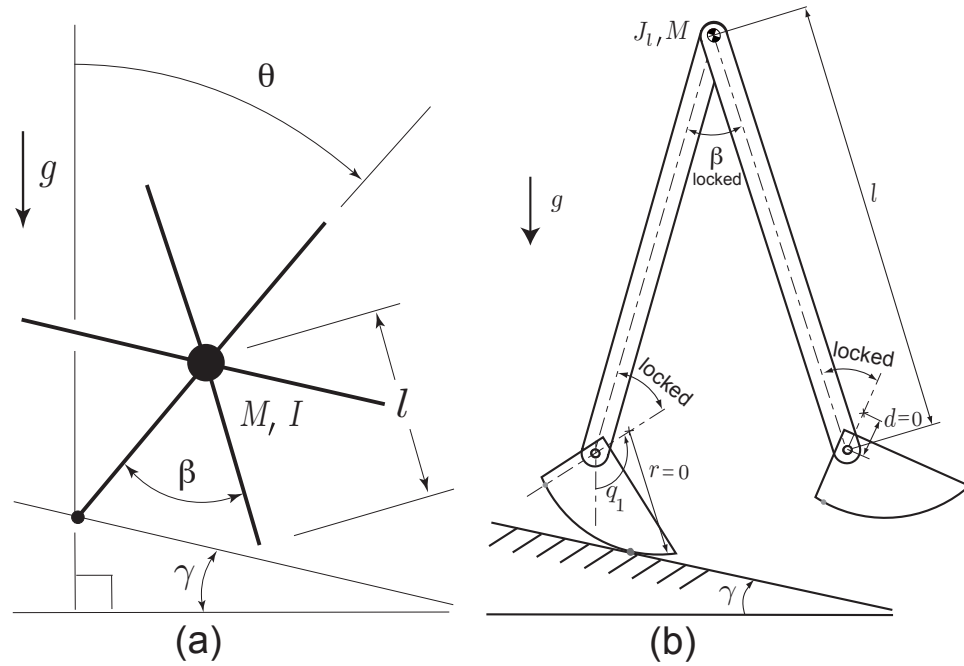 θ
g
M, I
l
β
γ
(a)
J_l, M
β
locked
l
g
locked
locked
d=0
r=0
q_1
γ
(b)